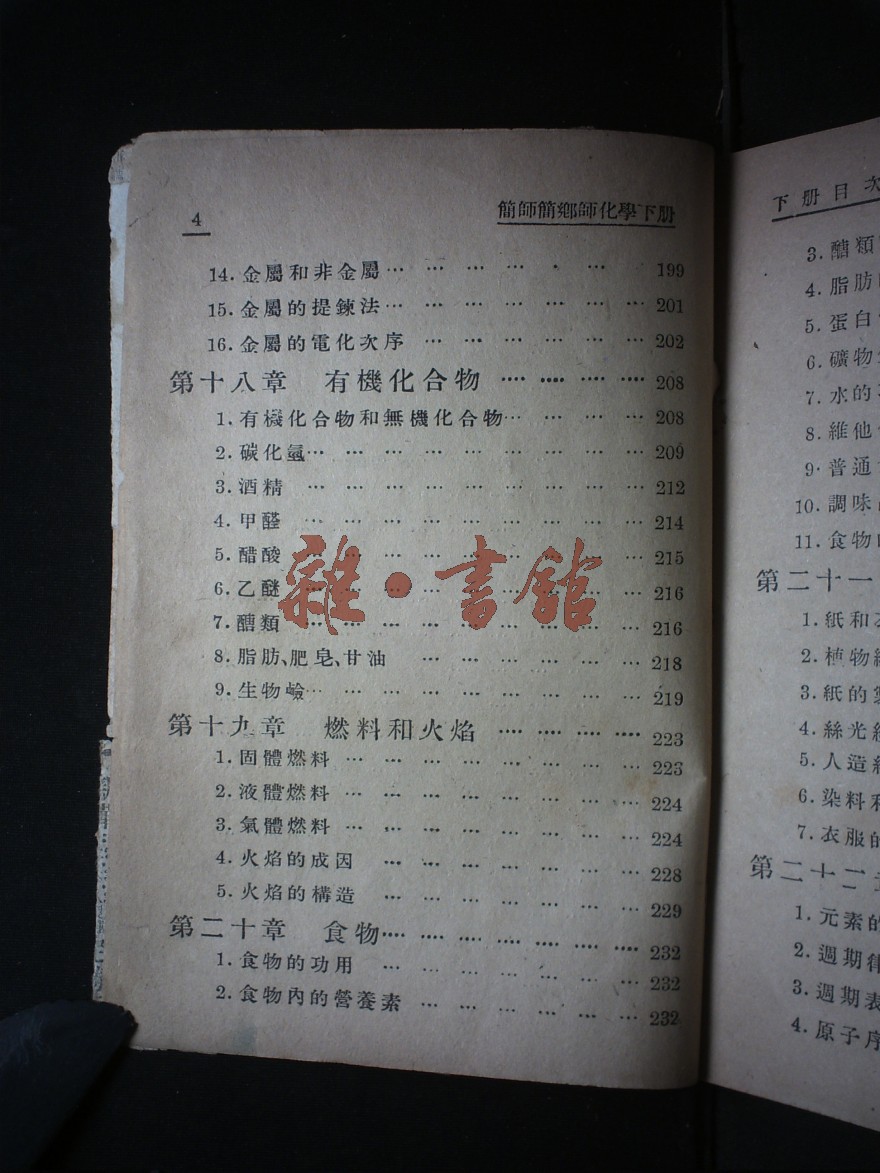 4
簡師簡鄉師化學下册
14. 金屬和非金屬… … … … · … 199
15. 金屬的提鍊法… … … … … … … 201
16. 金屬的電化次序 … … … … … … 202
第十八章 有機化合物 … … … … 208
1. 有機化合物和無機化合物… … … … 208
2. 碳化氫… … … … … … … … … 209
3. 酒精 … … … … … … … … … 212
4. 甲醛 … … … … … … … … … 214
5. 醋酸 … … … … … … … … … 215
6. 乙醚 … … … … … … … … … 216
7. 醣類 … … … … … … … … … 216
8. 脂肪、肥皂、甘油 … … … … … … 218
9. 生物鹼… … … … … … … … … 219
第十九章 燃料和火焰 … … … … 223
1. 固體燃料 … … … … … … … … 223
2. 液體燃料 … … … … … … … … 224
3. 氣體燃料 … … … … … … … … 224
4. 火焰的成因 … … … … … … … 228
5. 火焰的構造 … … … … … … … 229
第二十章 食物… … … … … … … 232
1. 食物的功用 … … … … … … … 232
2. 食物內的營養素 … … … … … … 232
雜·書館
下册目次
3. 醣類
4. 脂肪
5. 蛋白
6. 礦物
7. 水的
8. 維他
9. 普通
10. 調味
11. 食物
第二十一
1. 紙和
2. 植物
3. 紙的
4. 絲光
5. 人造
6. 染料和
7. 衣服的
第二十二
1. 元素的
2. 週期律
3. 週期表
4. 原子序